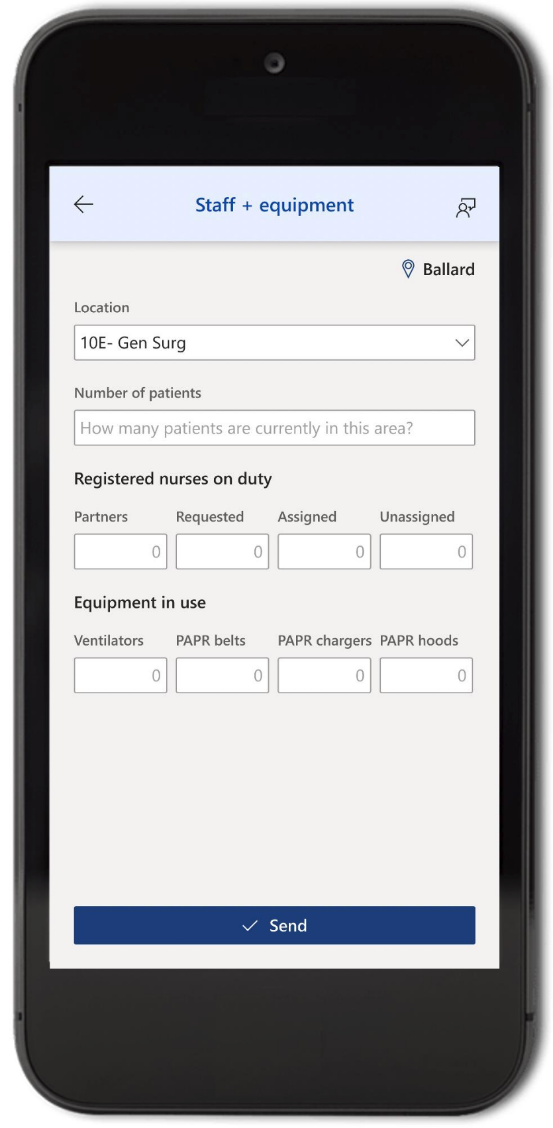 Staff + equipment
Ballard
Location
10E- Gen Surg
Number of patients
How many patients are currently in this area?
Registered nurses on duty
Partners Requested Assigned Unassigned
0 0 0 0
Equipment in use
Ventilators PAPR belts PAPR chargers PAPR hoods
0 0 0 0
Send